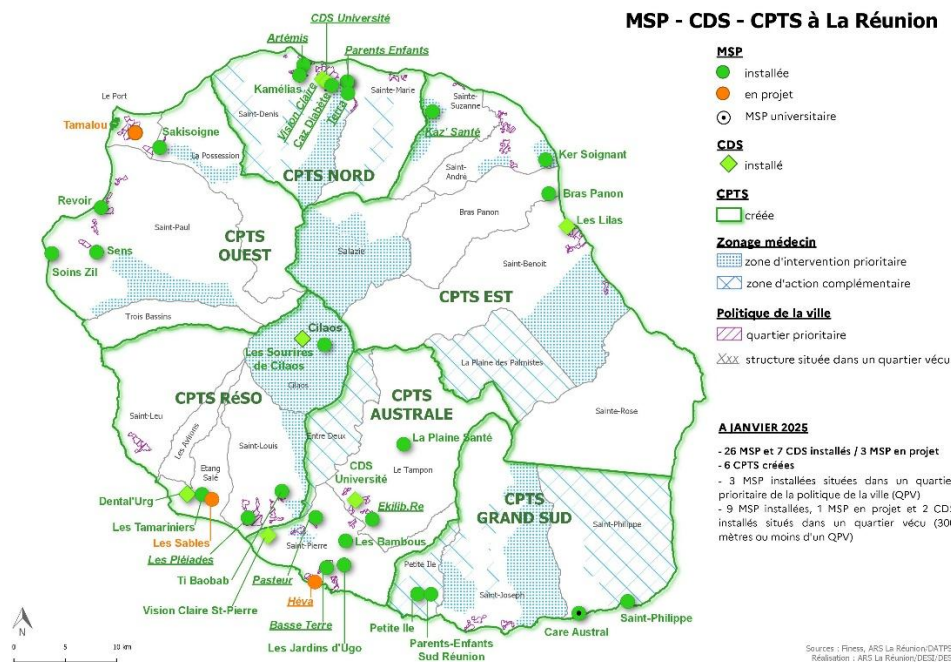 MSP - CDS - CPTS à La Réunion
MSP
installée
en projet
MSP universitaire
CDS
installé
CPTS
créée
Zonage médecin
zone d'intervention prioritaire
zone d'action complémentaire
Politique de la ville
quartier prioritaire
Xxx structure située dans un quartier vécu
A JANVIER 2025
- 26 MSP et 7 CDS installés / 3 MSP en projet
- 6 CPTS créées
- 3 MSP installées situées dans un quartie
prioritaire de la politique de la ville (QPV)
- 9 MSP installées, 1 MSP en projet et 2 CD
installés situés dans un quartier vécu (300
mètres ou moins d'un QPV)
CDS Université
Artémis
Parents Enfants
Kamélias
Vision Claire
Caz Diabète
Terra
Sainte-Marie
Sainte-
Suzanne
Saint-Denis
Kaz' Santé
Le Port
Tamalou
Sakisoigne
La Possession
CPTS NORD
Saint-
André
Ker Soignant
Bras Panon
Bras Panon
Les Lilas
Revoir
Saint-Paul
CPTS
OUEST
Salazie
Saint-Benoit
Sens
Soins Zil
CPTS EST
Trois Bassins
Cilaos
Les Sourires
de Cilaos
Cilaos
La Plaine des Palmistes
CPTS RéSO
CPTS
AUSTRALE
Sainte-Rose
Saint-Leu
Les Avirons
Saint-Louis
Entre Deux
La Plaine Santé
Le Tampon
Etang
Salé
CDS
Université
Dental'Urg
Ekilib.Re
CPTS
GRAND SUD
Saint-Philippe
Les Tamariniers
Les Sables
Les Bambous
Les Pléiades
Saint-Pierre
Ti Baobab
Pasteur
Petite Ile
Saint-Joseph
Héva
Vision Claire St-Pierre
Basse Terre
Les Jardins d'Ugo
Petite Ile
Parents-Enfants
Sud Réunion
Care Austral
Saint-Philippe
N
0 5 10 km
Sources : Finess, ARS La Réunion/DATPS
Réalisation : ARS La Réunion/DESI/DES